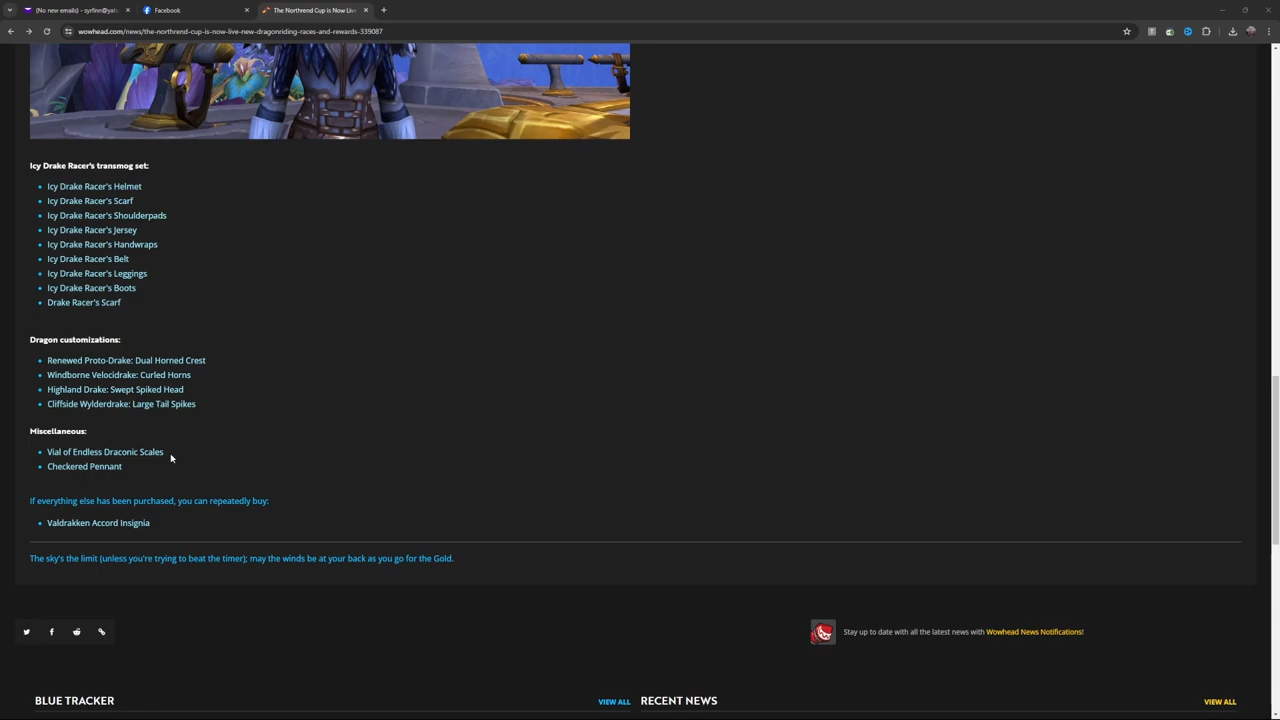 (No new emails) - syrfinn@yah
Facebook
The Northrend Cup is Now Live
wowhead.com/news/the-northrend-cup-is-now-live-new-dragonriding-races-and-rewards-339087
Icy Drake Racer's transmog set:
Icy Drake Racer's Helmet
Icy Drake Racer's Scarf
Icy Drake Racer's Shoulderpads
Icy Drake Racer's Jersey
Icy Drake Racer's Handwraps
Icy Drake Racer's Belt
Icy Drake Racer's Leggings
Icy Drake Racer's Boots
Drake Racer's Scarf
Dragon customizations:
Renewed Proto-Drake: Dual Horned Crest
Windborne Velocidrake: Curled Horns
Highland Drake: Swept Spiked Head
Cliffside Wylderdrake: Large Tail Spikes
Miscellaneous:
Vial of Endless Draconic Scales
Checkered Pennant
If everything else has been purchased, you can repeatedly buy:
Valdrakken Accord Insignia
The sky's the limit (unless you're trying to beat the timer); may the winds be at your back as you go for the Gold.
Stay up to date with all the latest news with Wowhead News Notifications!
BLUE TRACKER VIEW ALL RECENT NEWS VIEW ALL